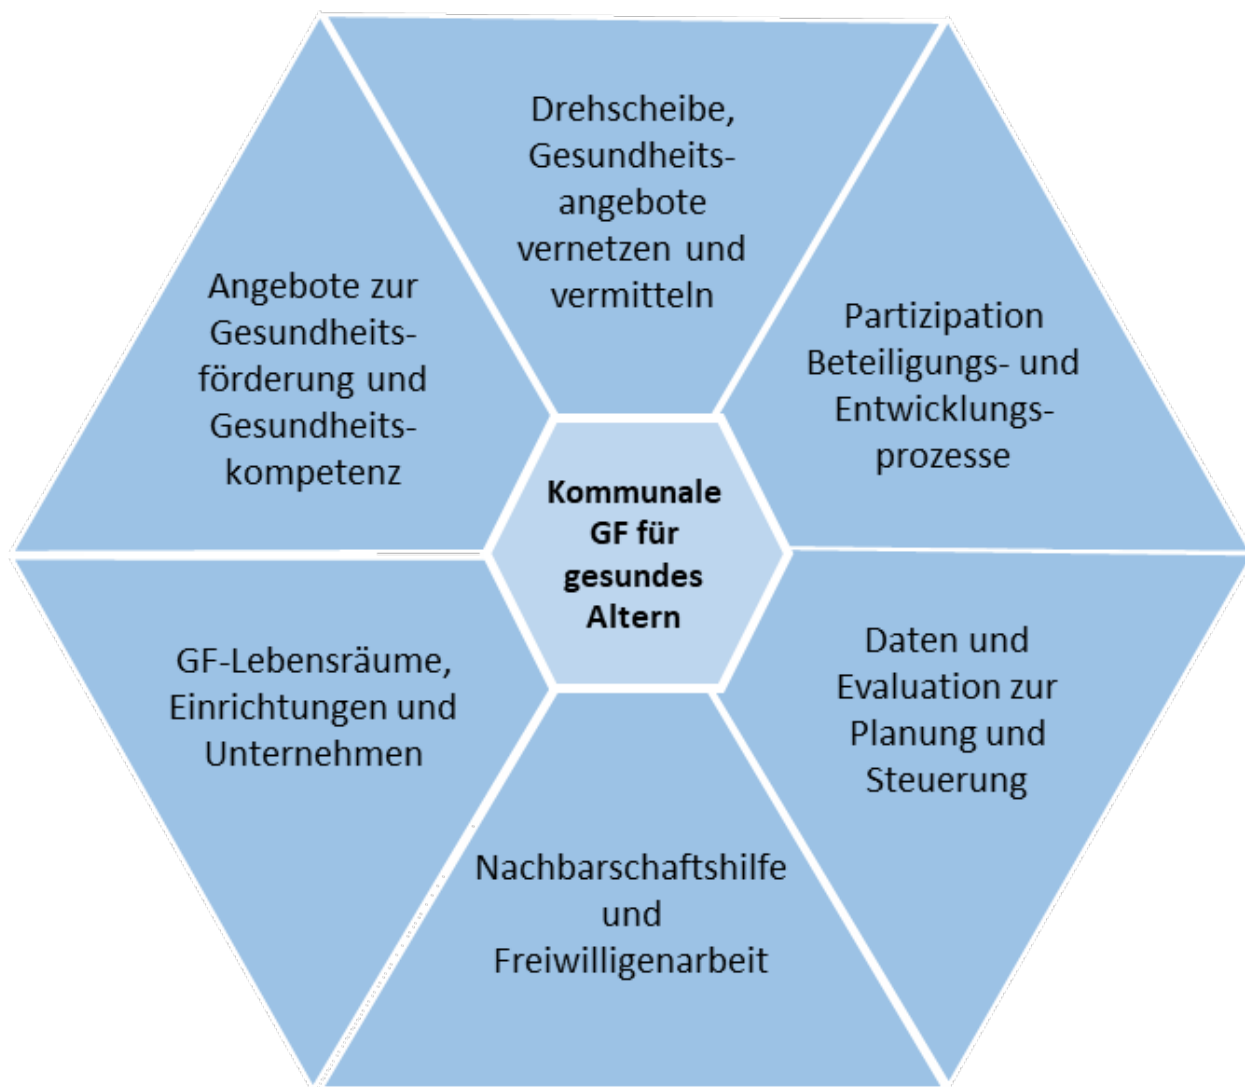 Drehscheibe,
Gesundheits-
angebote
vernetzen und
vermitteln
Partizipation
Beteiligungs- und
Entwicklungs-
prozesse
Daten und
Evaluation zur
Planung und
Steuerung
Nachbarschaftshilfe
und
Freiwilligenarbeit
GF-Lebensräume,
Einrichtungen und
Unternehmen
Angebote zur
Gesundheits-
förderung und
Gesundheits-
kompetenz
Kommunale
GF für
gesundes
Altern